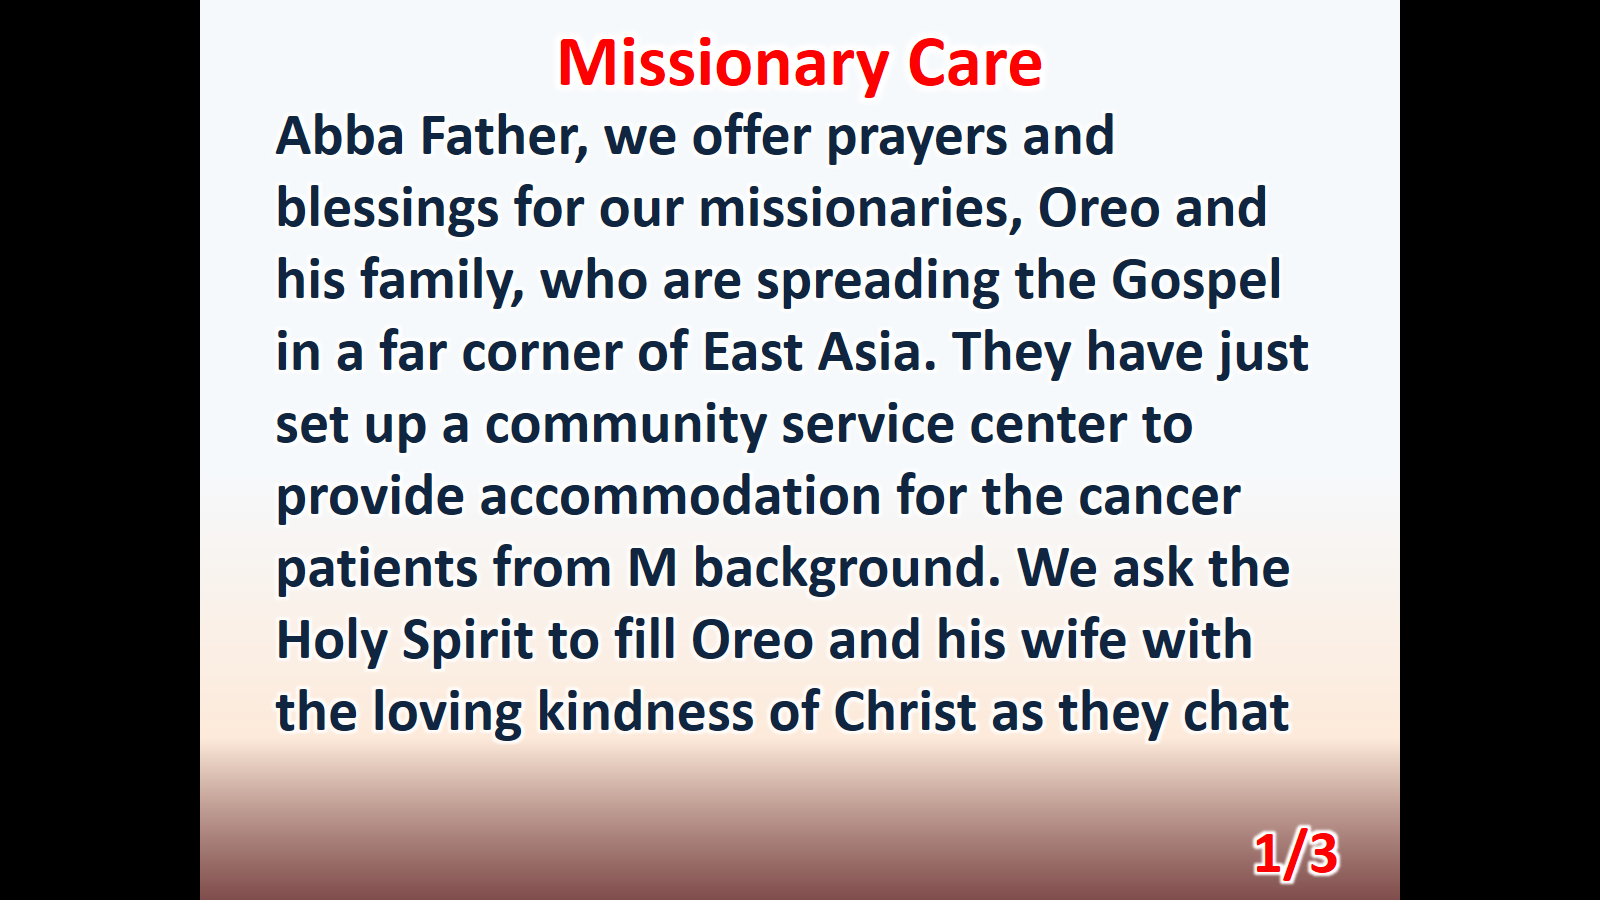 Missionary Care
Abba Father, we offer prayers and
blessings for our missionaries, Oreo and
his family, who are spreading the Gospel
in a far corner of East Asia. They have just
set up a community service center to
provide accommodation for the cancer
patients from M background. We ask the
Holy Spirit to fill Oreo and his wife with
the loving kindness of Christ as they chat
1/3